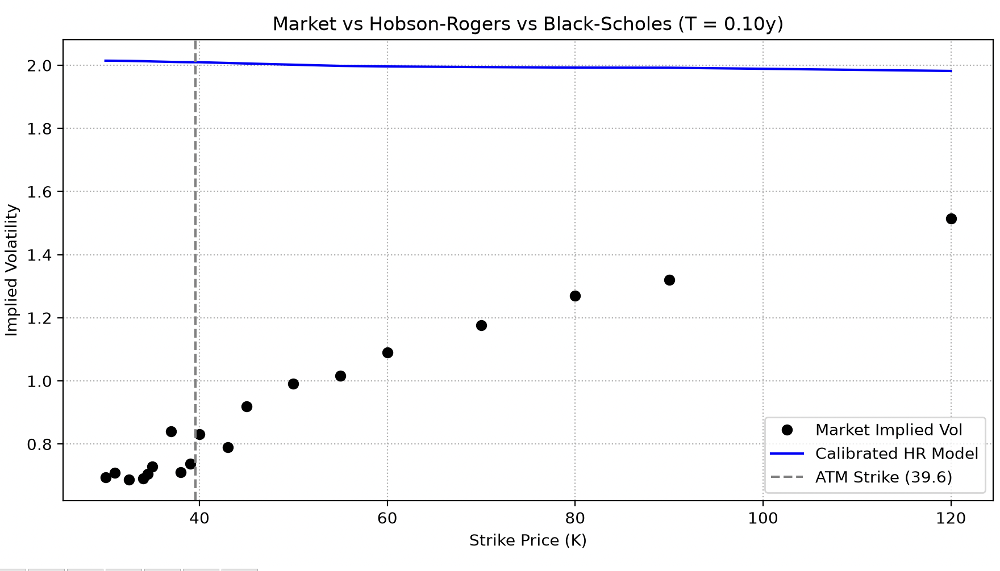 Market vs Hobson-Rogers vs Black-Scholes (T = 0.10y)
Implied Volatility
2.0
1.8
1.6
1.4
1.2
1.0
0.8
Market Implied Vol
Calibrated HR Model
ATM Strike (39.6)
40 60 80 100 120
Strike Price (K)